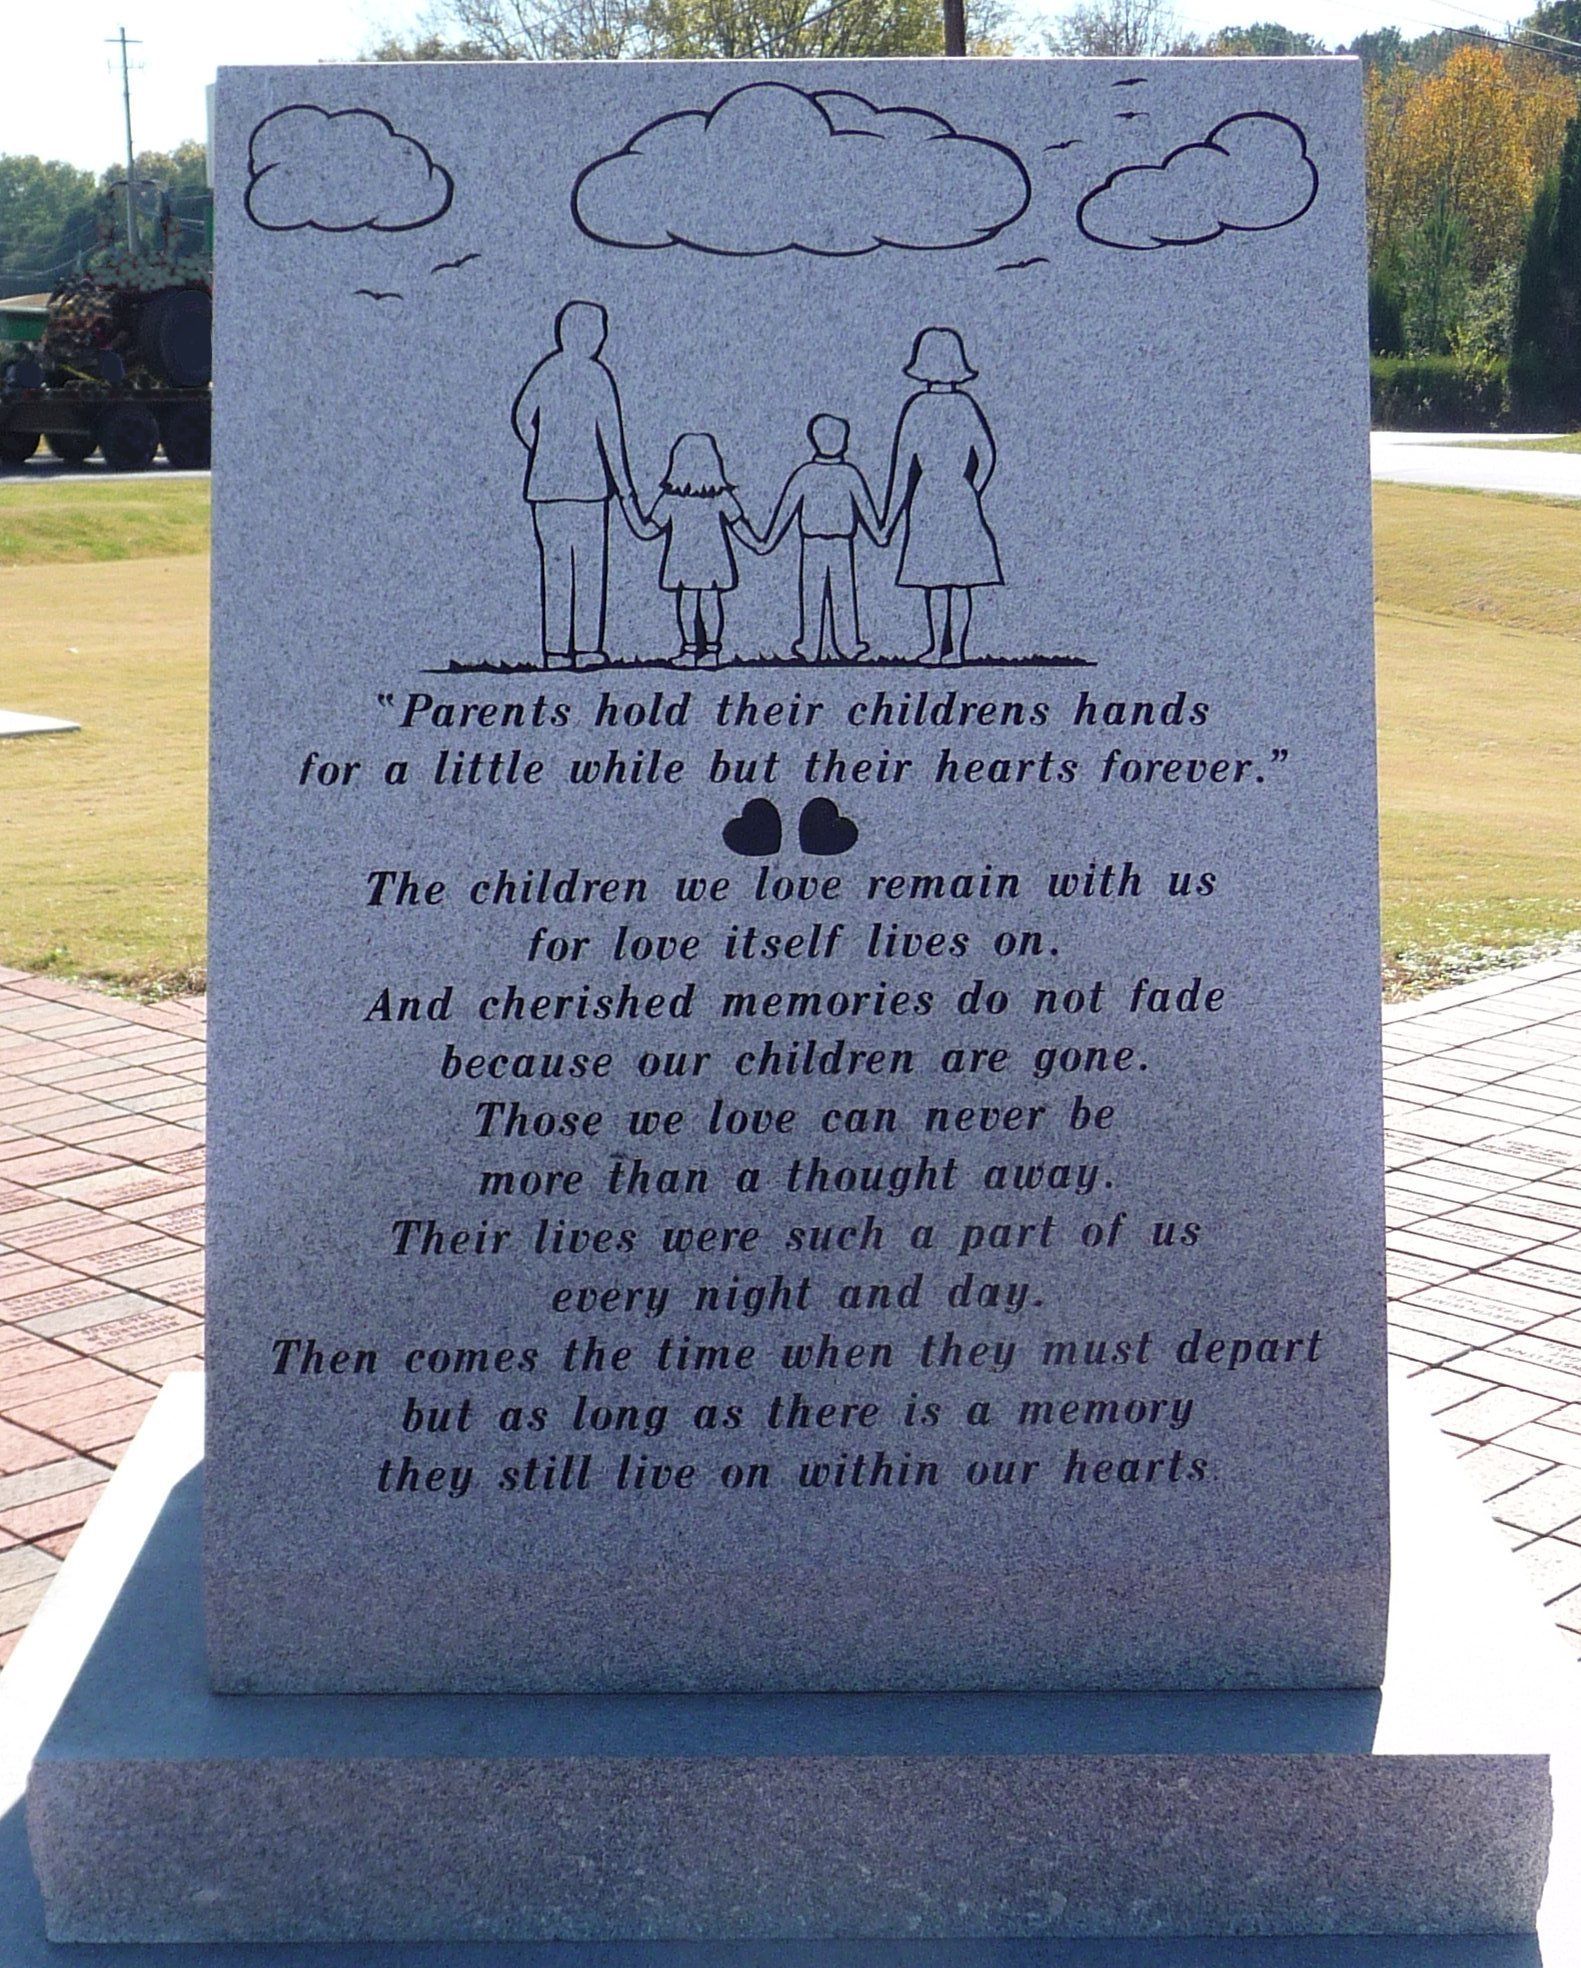 “Parents hold their childrens hands
for a little while but their hearts forever.”
The children we love remain with us
for love itself lives on.
And cherished memories do not fade
because our children are gone.
Those we love can never be
more than a thought away.
Their lives were such a part of us
every night and day.
Then comes the time when they must depart
but as long as there is a memory
they still live on within our hearts.